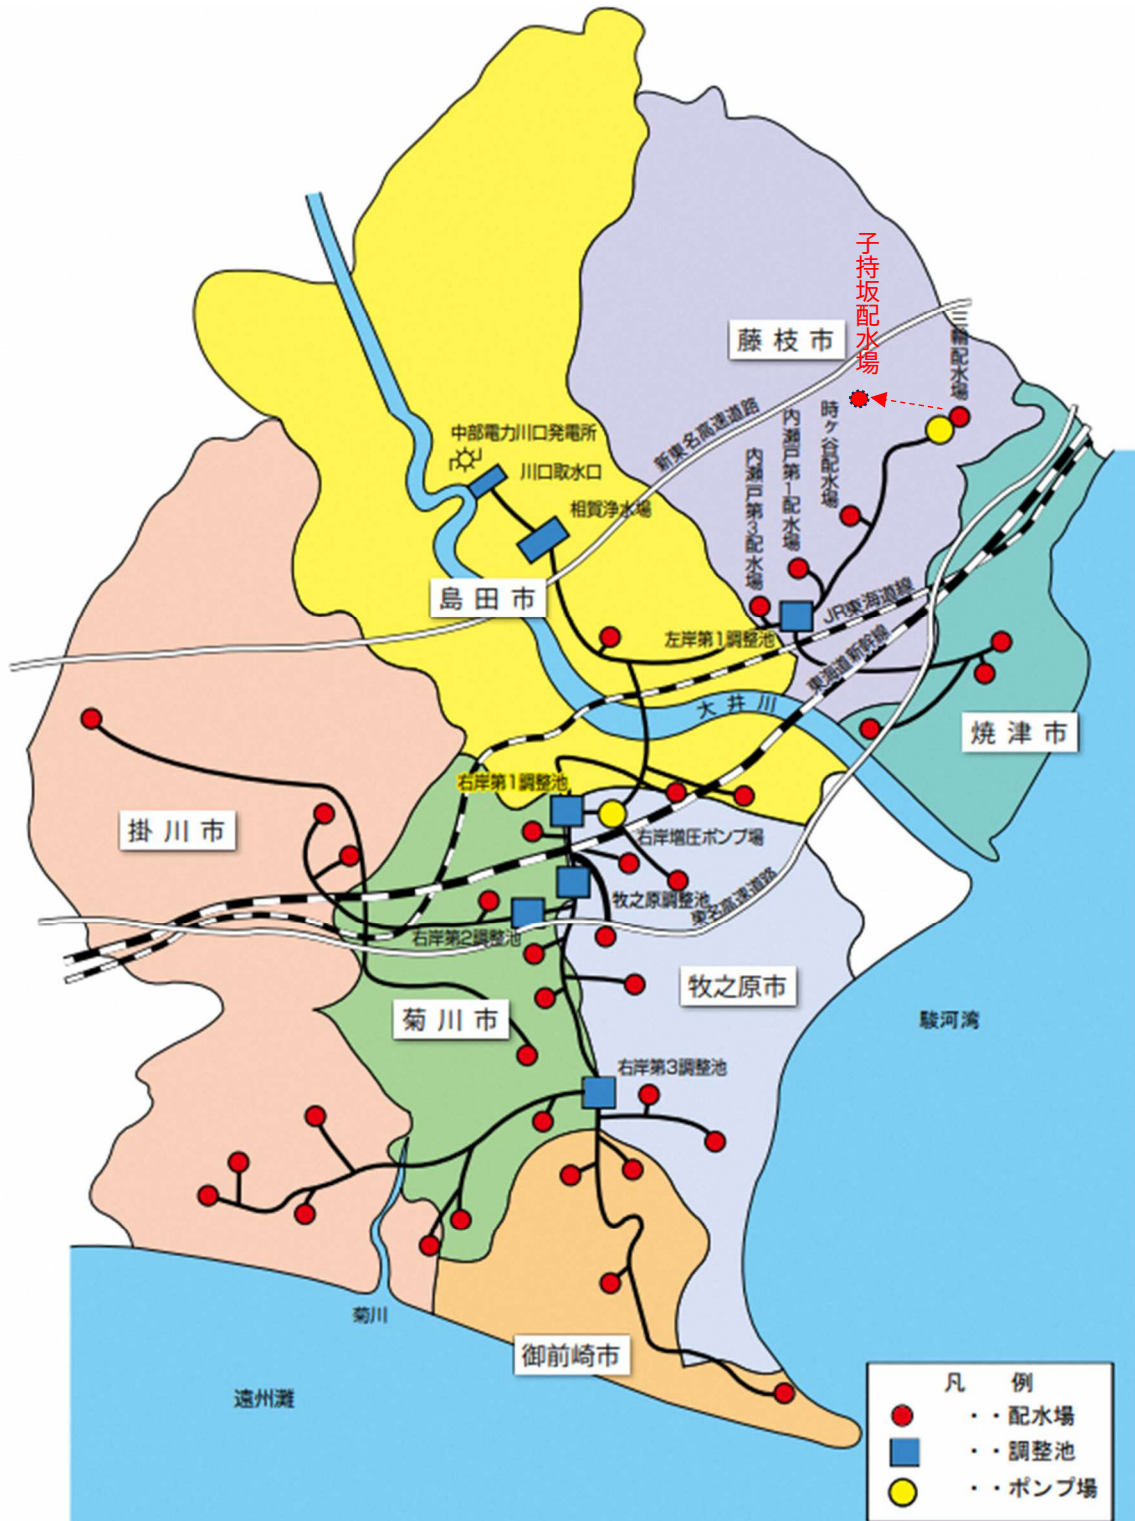 子持坂配水場
藤枝市
三輪配水場
時ヶ谷配水場
内瀬戸第1配水場
内瀬戸第3配水場
新東名高速道路
中部電力川口発電所
川口取水口
相賀浄水場
島田市
左岸第1調整池
JR東海道線
東海道新幹線
大井川
焼津市
右岸第1調整池
掛川市
右岸増圧ポンプ場
牧之原調整池
東名高速道路
右岸第2調整池
牧之原市
菊川市
駿河湾
右岸第3調整池
菊川
御前崎市
遠州灘
凡 例
・・配水場
・・調整池
・・ポンプ場